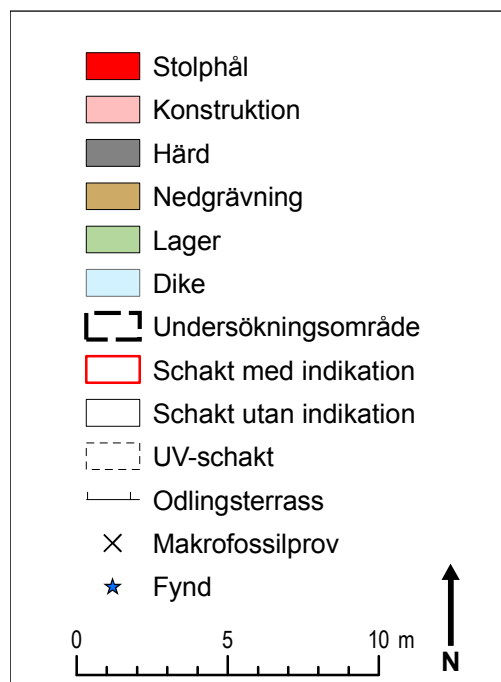 Stolphål
Konstruktion
Härd
Nedgrävning
Lager
Dike
Undersökningsområde
Schakt med indikation
Schakt utan indikation
UV-schakt
Odlingsterrass
Makrofossilprov
Fynd
0 5 10 m
N